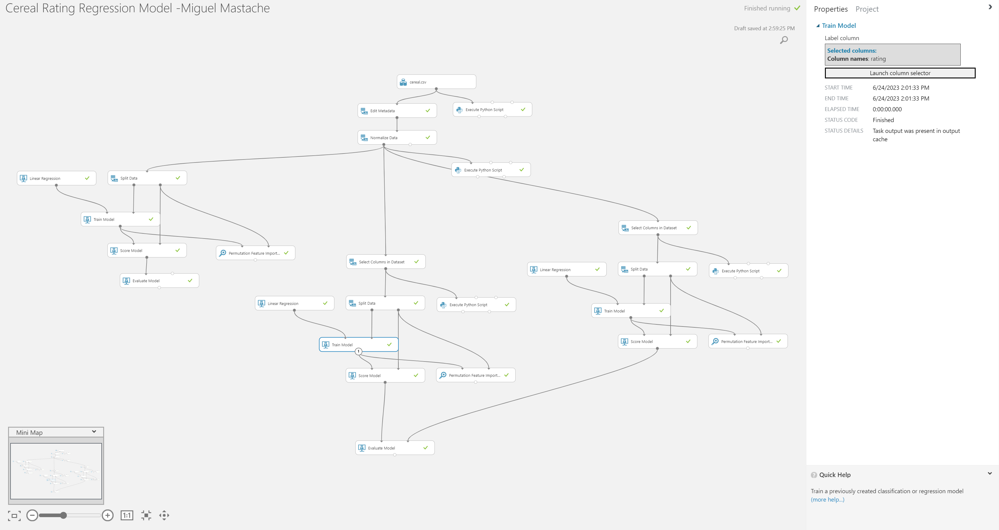 Cereal Rating Regression Model -Miguel Mastache
Finished running
Draft saved at 2:59:25 PM
cereal.csv
Edit Metadata
Execute Python Script
Normalize Data
Execute Python Script
Linear Regression
Split Data
Train Model
Score Model
Permutation Feature Import...
Evaluate Model
Select Columns in Dataset
Linear Regression
Split Data
Execute Python Script
Train Model
1
Score Model
Permutation Feature Import...
Select Columns in Dataset
Linear Regression
Split Data
Execute Python Script
Train Model
Score Model
Permutation Feature Import...
Evaluate Model
Mini Map
1:1
Properties Project
Train Model
Label column
Selected columns:
Column names: rating
Launch column selector
START TIME 6/24/2023 2:01:33 PM
END TIME 6/24/2023 2:01:33 PM
ELAPSED TIME 0:00:00.000
STATUS CODE Finished
STATUS DETAILS Task output was present in output
cache
? Quick Help
Train a previously created classification or regression model
(more help...)